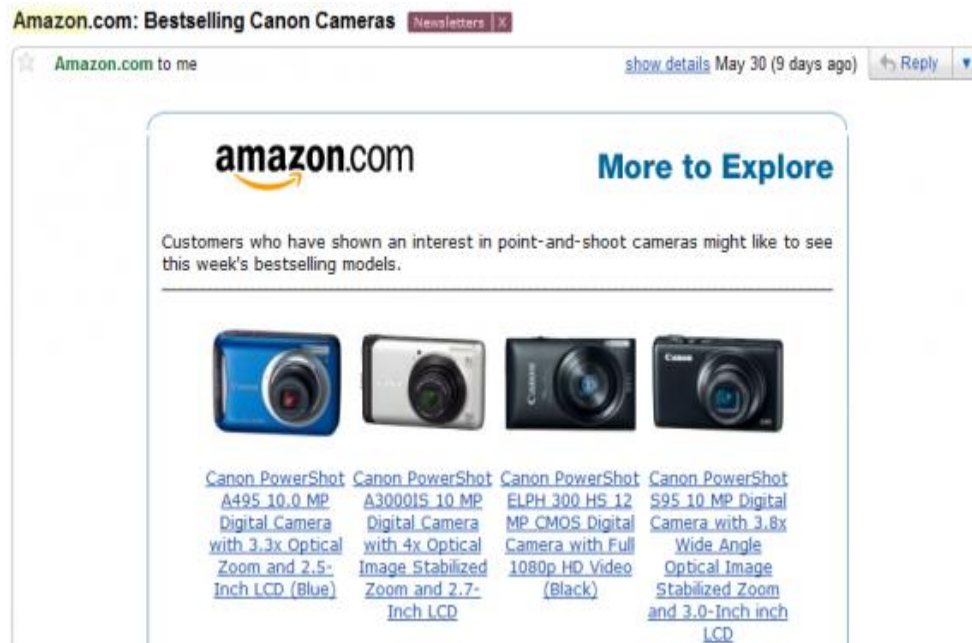 Amazon.com: Bestselling Canon Cameras Newsletters X
Amazon.com to me show details May 30 (9 days ago) Reply
amazon.com More to Explore
Customers who have shown an interest in point-and-shoot cameras might like to see
this week's bestselling models.
Canon
Canon
Canon PowerShot
A495 10.0 MP
Digital Camera
with 3.3x Optical
Zoom and 2.5-
Inch LCD (Blue)
Canon PowerShot
A3000IS 10 MP
Digital Camera
with 4x Optical
Image Stabilized
Zoom and 2.7-
Inch LCD
Canon PowerShot
ELPH 300 HS 12
MP CMOS Digital
Camera with Full
1080p HD Video
(Black)
Canon PowerShot
S95 10 MP Digital
Camera with 3.8x
Wide Angle
Optical Image
Stabilized Zoom
and 3.0-Inch inch
LCD